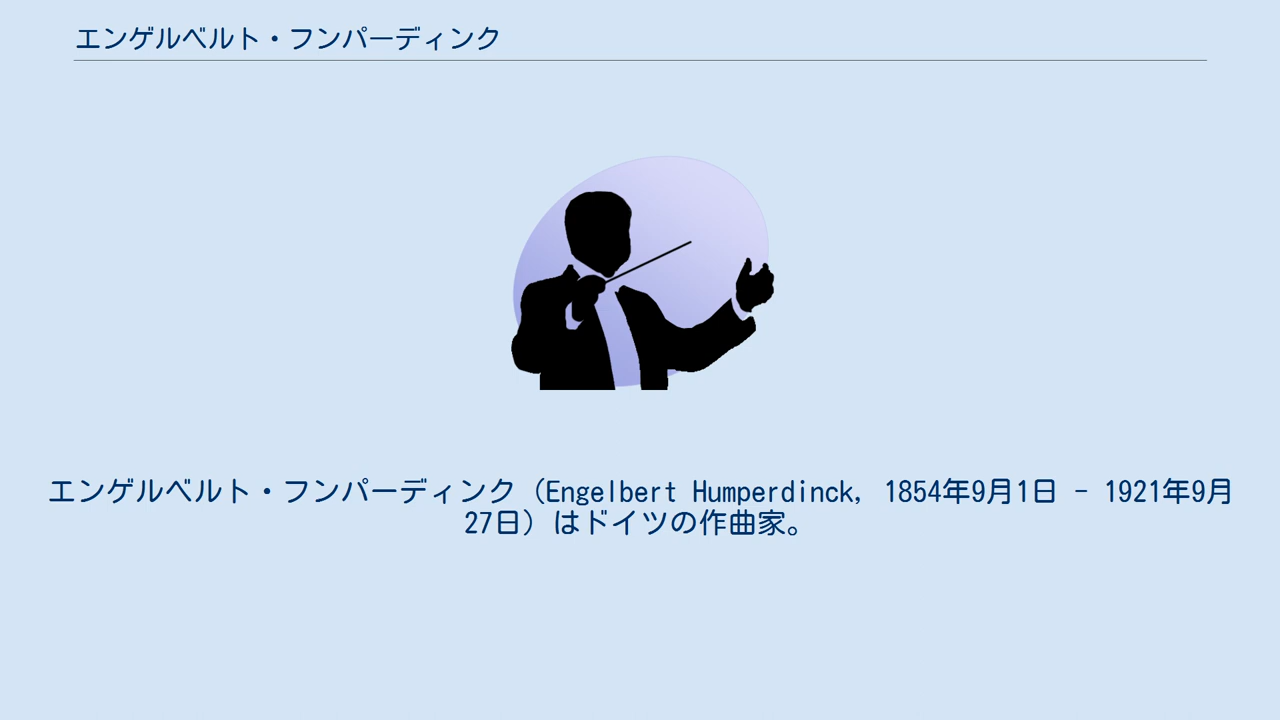 エンゲルベルト・フンパーディンク
エンゲルベルト・フンパーディンク（Engelbert Humperdinck, 1854年9月1日 - 1921年9月
27日）はドイツの作曲家。